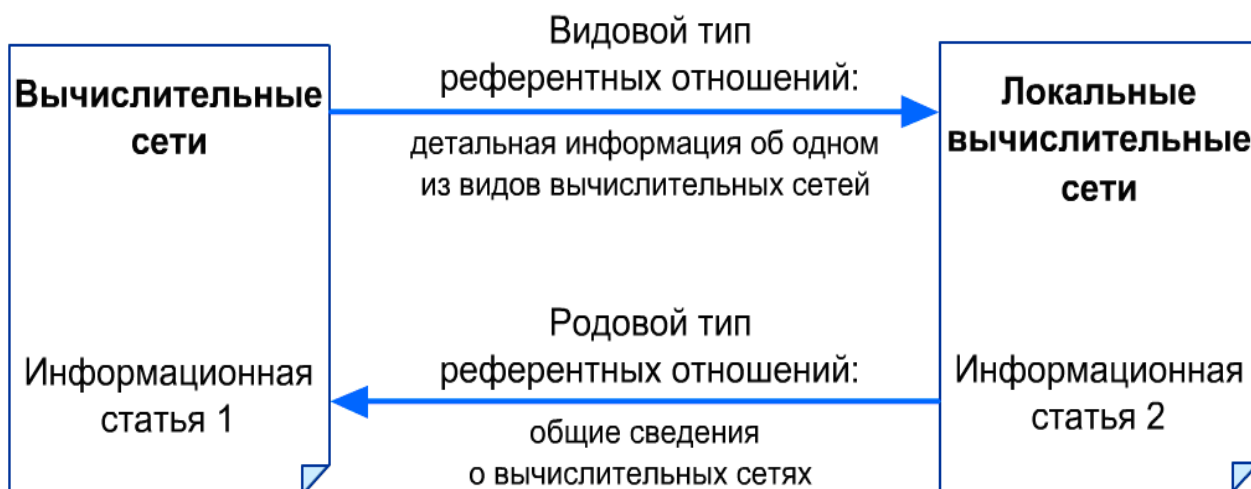 Вычислительные
сети
Информационная
статья 1
Видовой тип
референтных отношений:
детальная информация об одном
из видов вычислительных сетей
Родовой тип
референтных отношений:
общие сведения
о вычислительных сетях
Локальные
вычислительные
сети
Информационная
статья 2